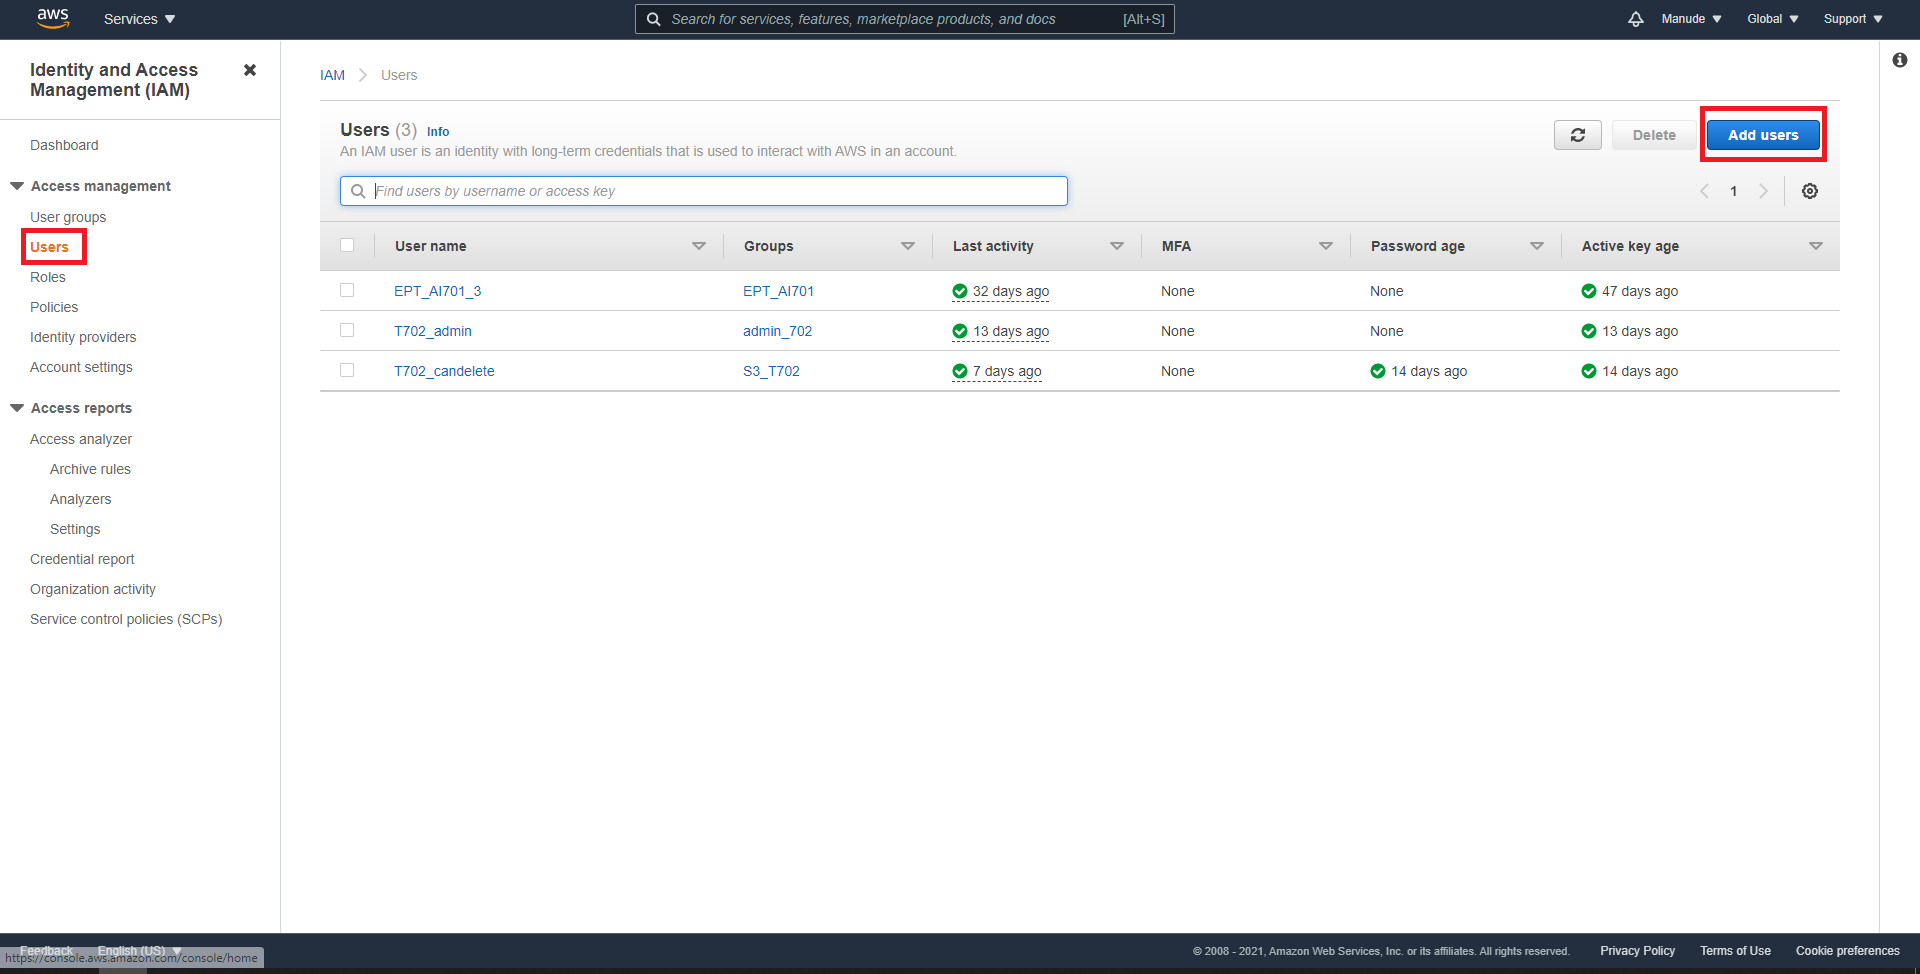 aws Services Search for services, features, marketplace products, and docs [Alt+S] Manude Global Support
Identity and Access
Management (IAM)
Dashboard
Access management
User groups
Users
Roles
Policies
Identity providers
Account settings
Access reports
Access analyzer
Archive rules
Analyzers
Settings
Credential report
Organization activity
Service control policies (SCPs)
IAM Users
Users (3) Info
An IAM user is an identity with long-term credentials that is used to interact with AWS in an account.
Delete Add users
Find users by username or access key
1
User name Groups Last activity MFA Password age Active key age
EPT_AI701_3 EPT_AI701 32 days ago None None 47 days ago
T702_admin admin_702 13 days ago None None 13 days ago
T702_candelete S3_T702 7 days ago None 14 days ago 14 days ago
Feedback English (US) © 2008 - 2021, Amazon Web Services, Inc. or its affiliates. All rights reserved. Privacy Policy Terms of Use Cookie preferences
https://console.aws.amazon.com/console/home